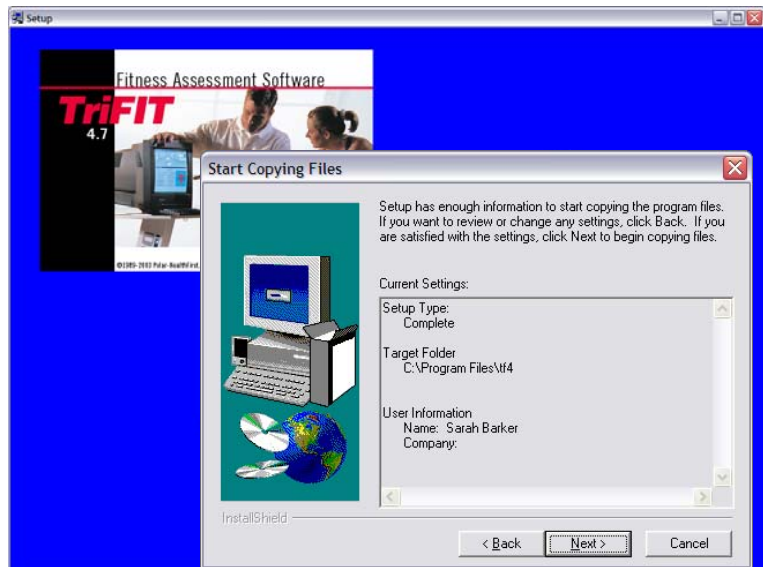 Setup
Fitness Assessment Software
TriFIT
4.7
Start Copying Files
Setup has enough information to start copying the program files.
If you want to review or change any settings, click Back. If you
are satisfied with the settings, click Next to begin copying files.
Current Settings:
Setup Type:
Complete
Target Folder
C:\Program Files\tf4
User Information
Name: Sarah Barker
Company:
InstallShield
< Back
Next >
Cancel